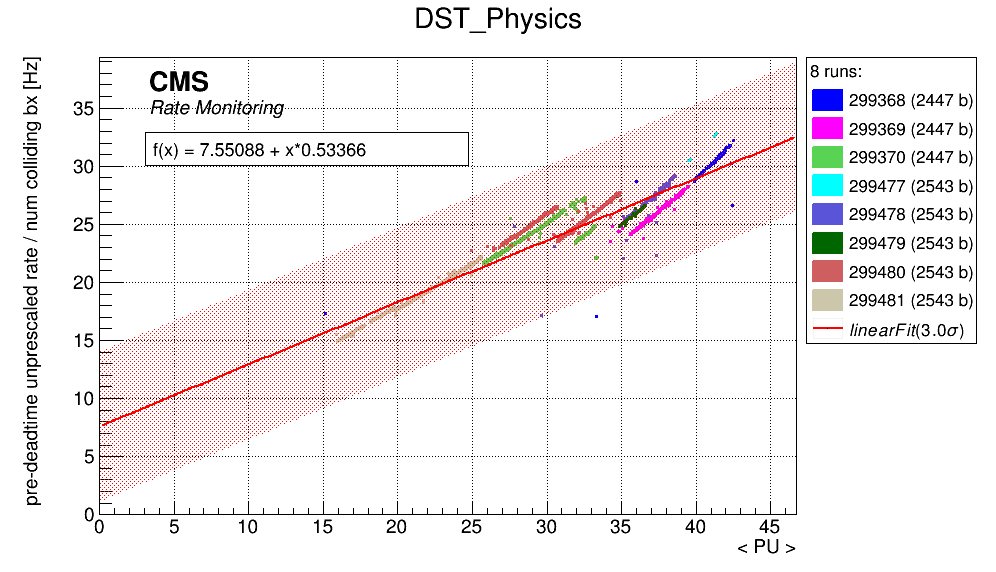 DST_Physics
pre-deadtime unprescaled rate / num colliding bx [Hz]
CMS
Rate Monitoring
f(x) = 7.55088 + x*0.53366
35
30
25
20
15
10
5
0
0 5 10 15 20 25 30 35 40 45
< PU >
8 runs:
299368 (2447 b)
299369 (2447 b)
299370 (2447 b)
299477 (2543 b)
299478 (2543 b)
299479 (2543 b)
299480 (2543 b)
299481 (2543 b)
linearFit(3.0σ)